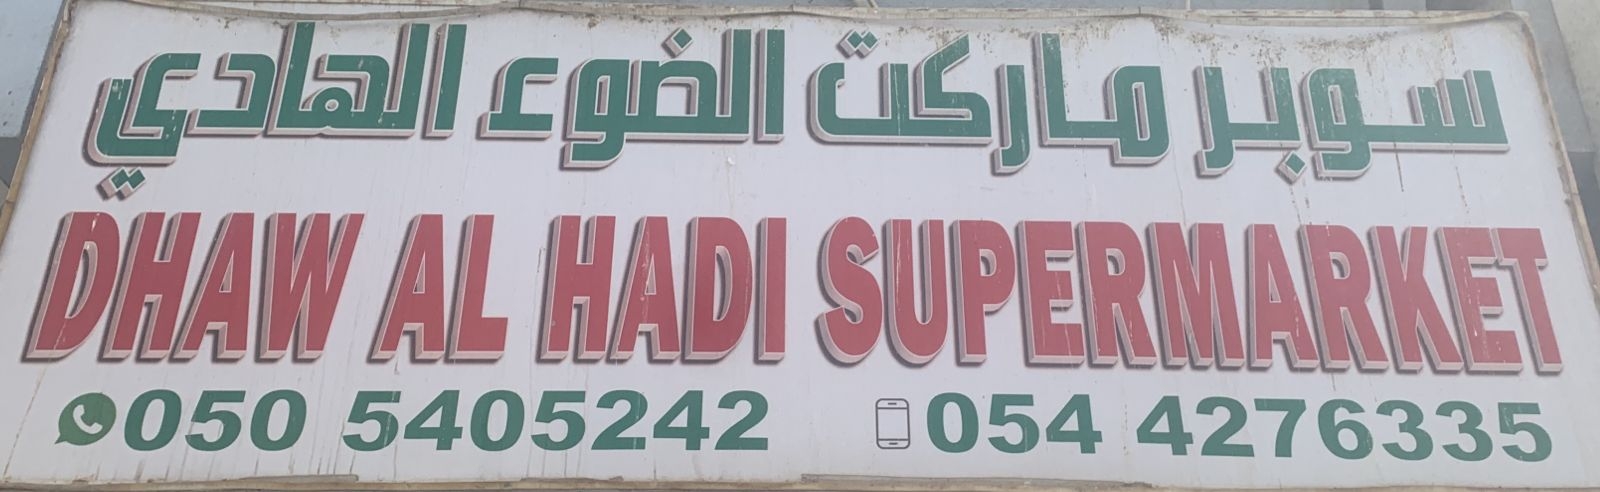 سوبر ماركت الضوء الهادي
DHAW AL HADI SUPERMARKET
050 5405242 054 4276335